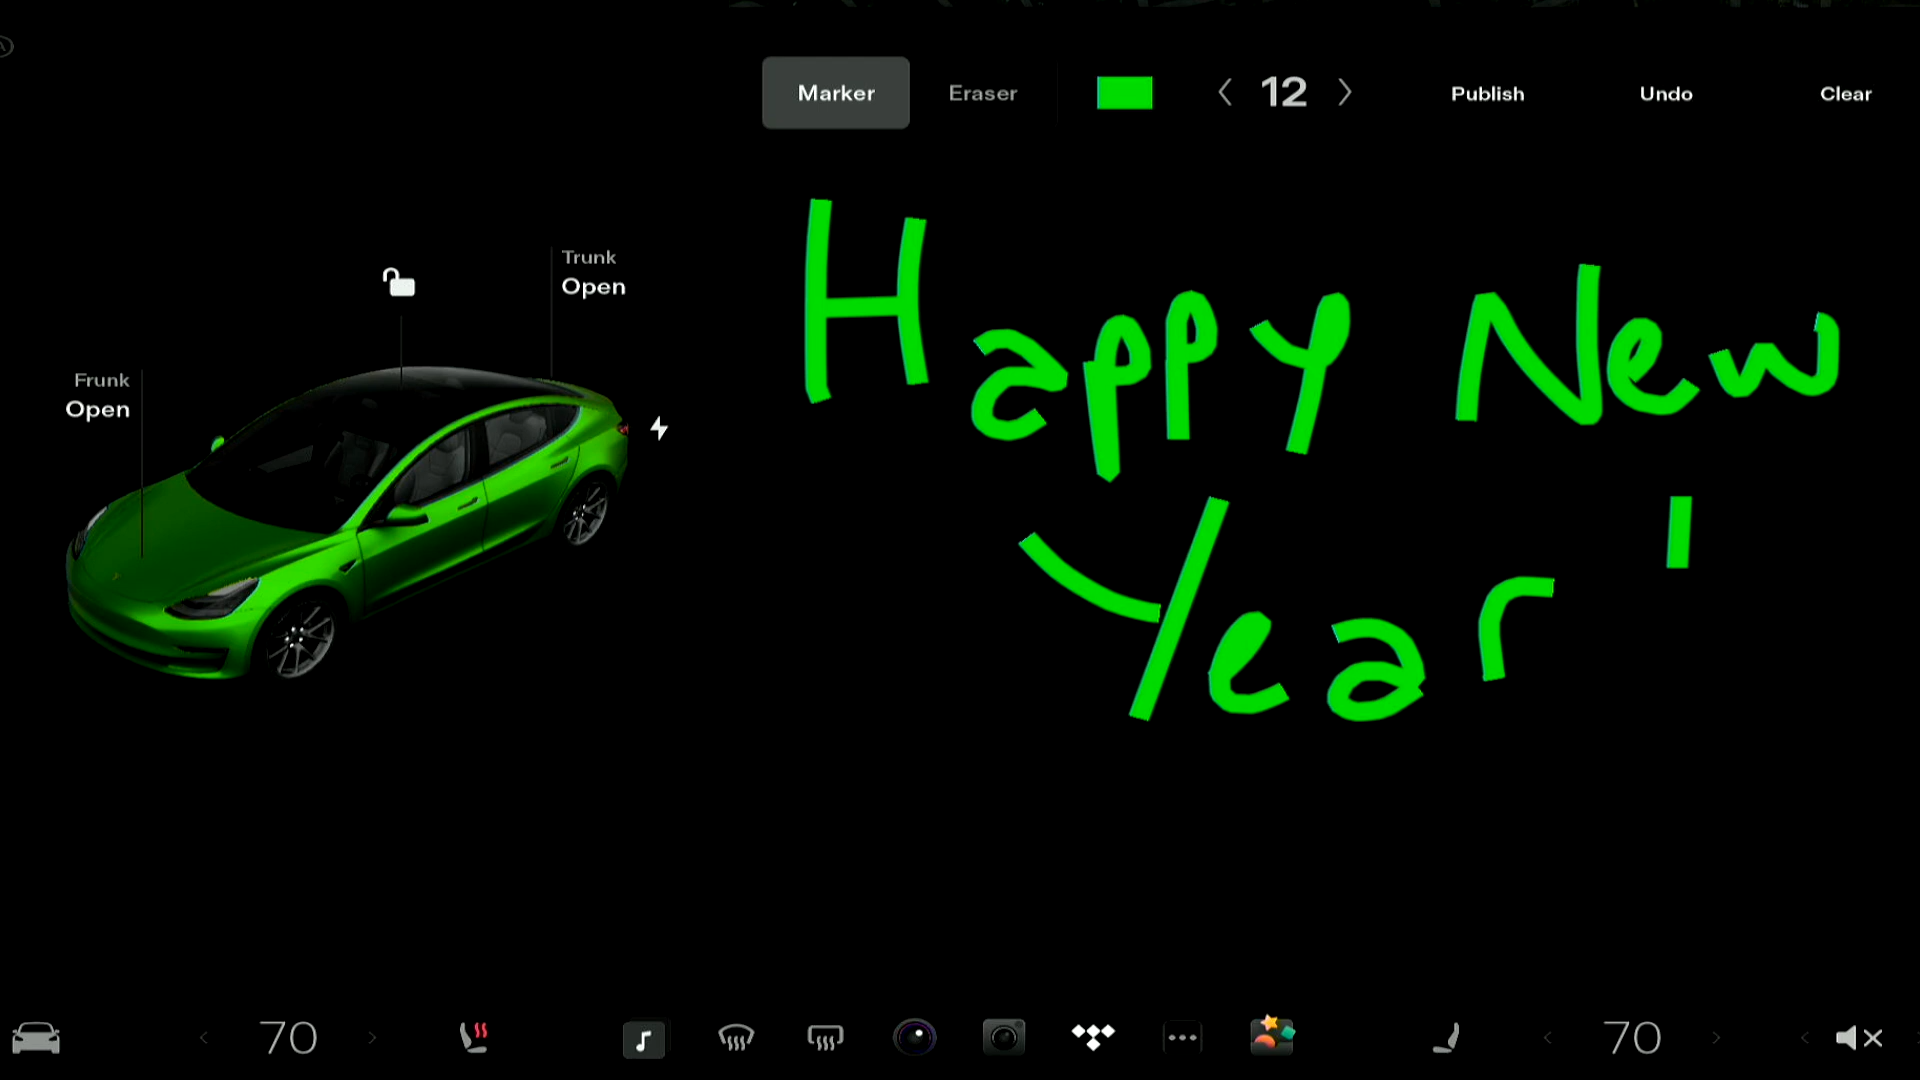 Marker Eraser 12 Publish Undo Clear
Trunk
Open
Frunk
Open
Happy New
Year '
70 70